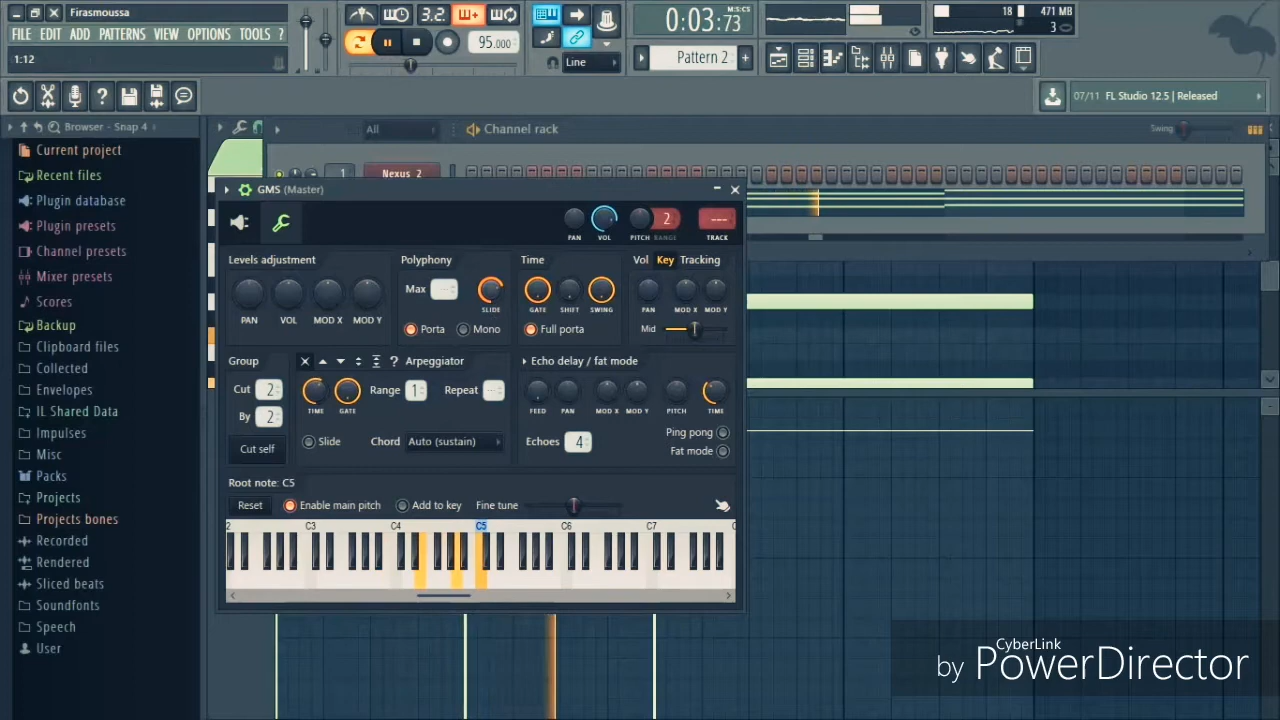 Firasmoussa
FILE EDIT ADD PATTERNS VIEW OPTIONS TOOLS ?
1:12
3.2.
95.000
Line
0:03:73
M:S:CS
Pattern 2
18
471 MB
3
07/11 FL Studio 12.5 | Released
Browser - Snap 4
All
Channel rack
Swing
1
Nexus 2
Current project
Recent files
Plugin database
Plugin presets
Channel presets
Mixer presets
Scores
Backup
Clipboard files
Collected
Envelopes
IL Shared Data
Impulses
Misc
Packs
Projects
Projects bones
Recorded
Rendered
Sliced beats
Soundfonts
Speech
User
GMS (Master)
2
---
PAN VOL PITCH RANGE TRACK
Levels adjustment
PAN VOL MOD X MOD Y
Polyphony
Max
SLIDE
Porta Mono
Time
GATE SHIFT SWING
Full porta
Vol Key Tracking
PAN MOD X MOD Y
Mid
Group
Cut 2
By 2
Cut self
? Arpeggiator
TIME GATE
Range 1 Repeat
Slide Chord Auto (sustain)
Echo delay / fat mode
FEED PAN MOD X MOD Y PITCH TIME
Echoes 4
Ping pong
Fat mode
Root note: C5
Reset Enable main pitch Add to key Fine tune
2 C3 C4 C5 C6 C7
CyberLink
by PowerDirector